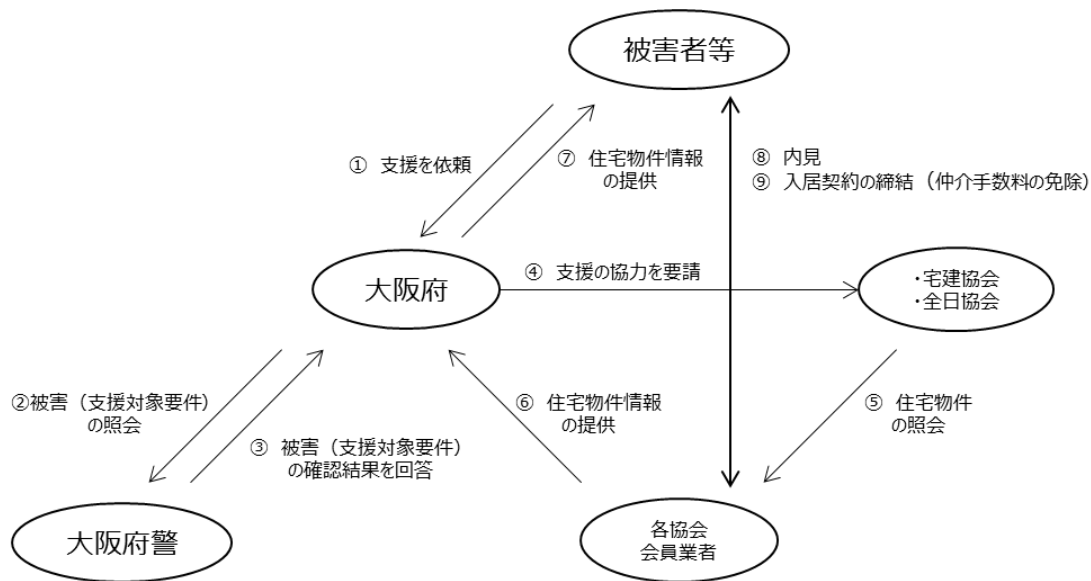 被害者等
① 支援を依頼
⑦ 住宅物件情報
の提供
⑧ 内見
⑨ 入居契約の締結（仲介手数料の免除）
大阪府
④ 支援の協力を要請
・宅建協会
・全日協会
②被害（支援対象要件）
の照会
③ 被害（支援対象要件）
の確認結果を回答
⑥ 住宅物件情報
の提供
⑤ 住宅物件
の照会
大阪府警
各協会
会員業者